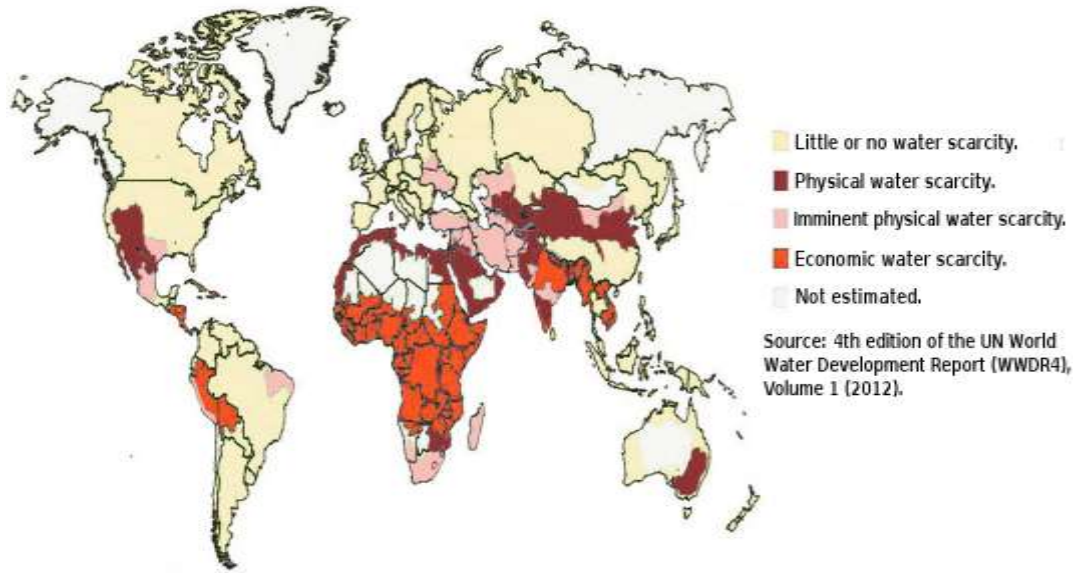 Little or no water scarcity.
Physical water scarcity.
Imminent physical water scarcity.
Economic water scarcity.
Not estimated.
Source: 4th edition of the UN World
Water Development Report (WWDR4),
Volume 1 (2012).